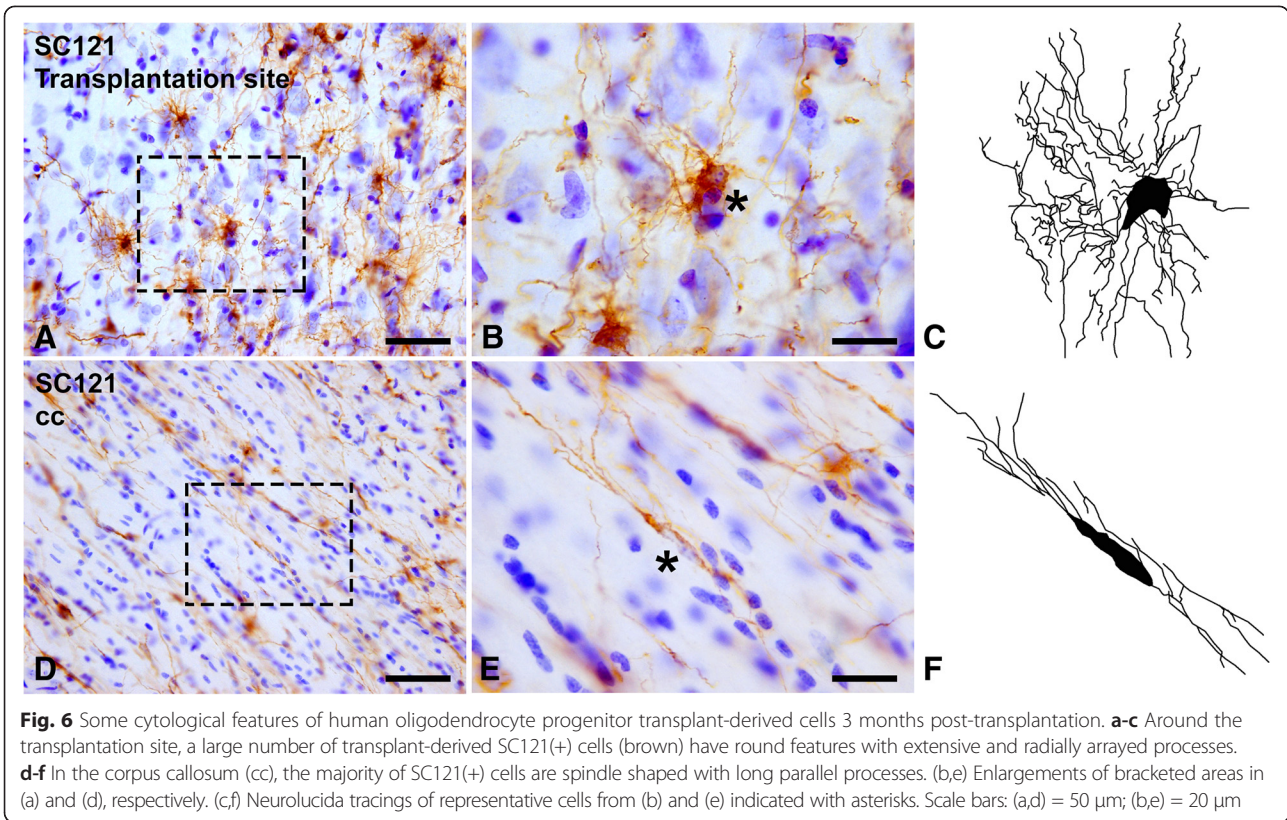 SC121
Transplantation site
*
A
B
C
SC121
cc
*
D
E
F
Fig. 6 Some cytological features of human oligodendrocyte progenitor transplant-derived cells 3 months post-transplantation. a-c Around the
transplantation site, a large number of transplant-derived SC121(+) cells (brown) have round features with extensive and radially arrayed processes.
d-f In the corpus callosum (cc), the majority of SC121(+) cells are spindle shaped with long parallel processes. (b,e) Enlargements of bracketed areas in
(a) and (d), respectively. (c,f) Neurolucida tracings of representative cells from (b) and (e) indicated with asterisks. Scale bars: (a,d) = 50 μm; (b,e) = 20 μm